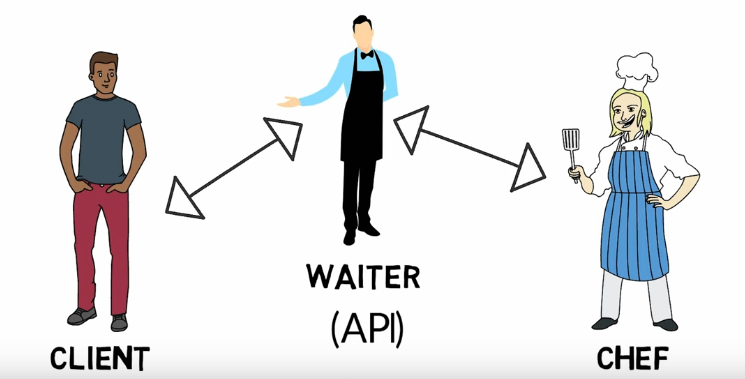 WAITER
(API)
CLIENT
CHEF